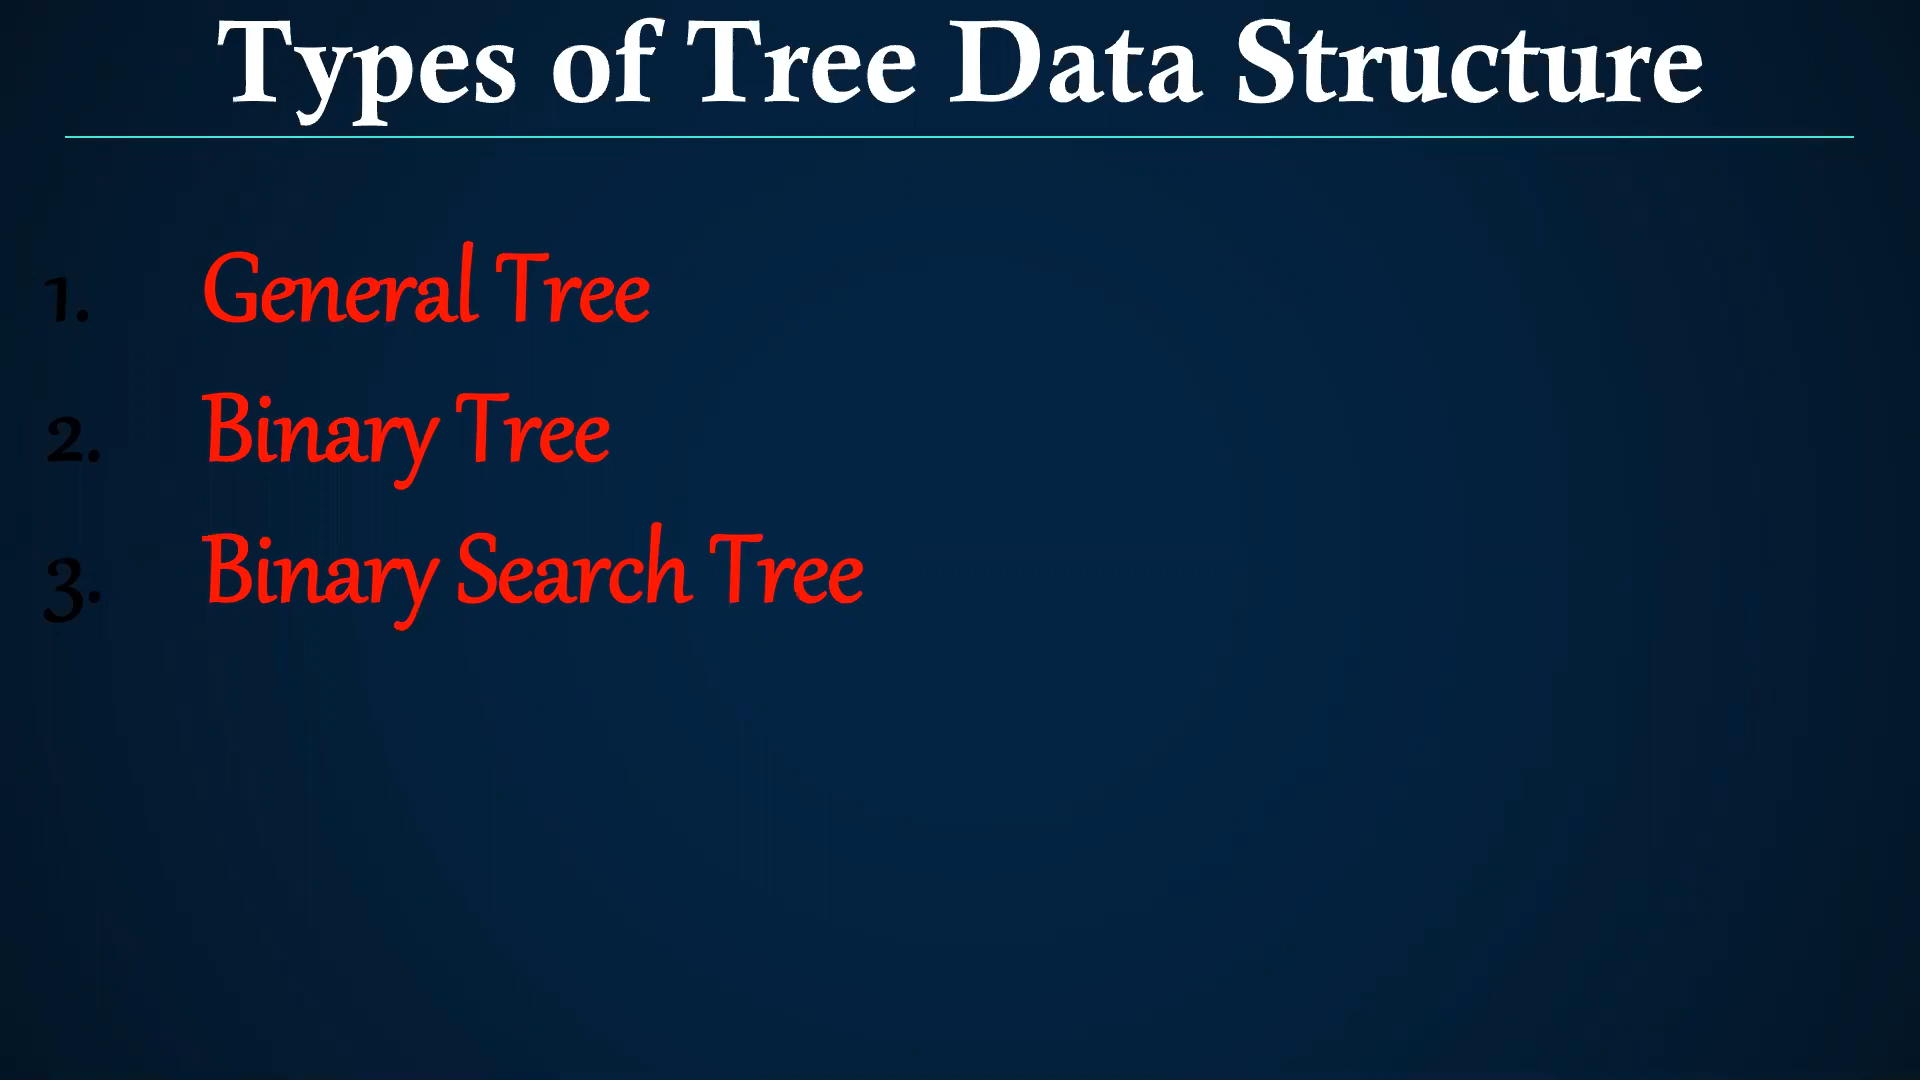 Types of Tree Data Structure
1. General Tree
2. Binary Tree
3. Binary Search Tree